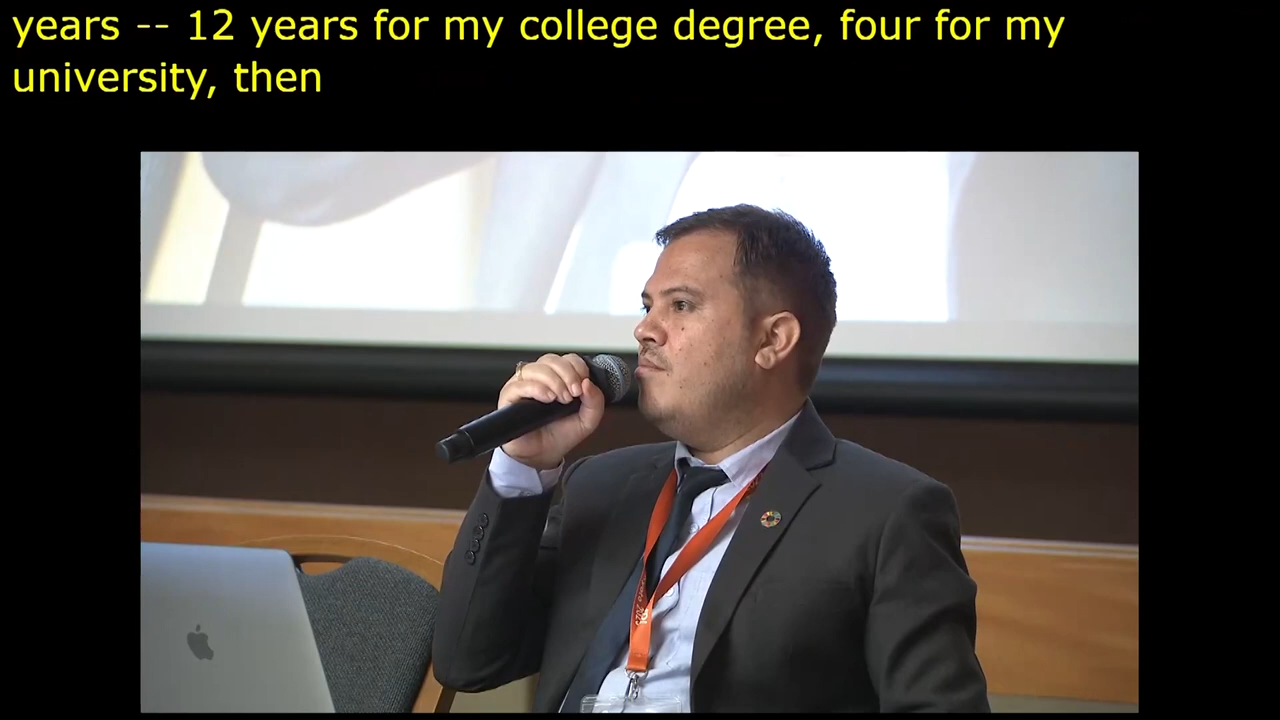 years -- 12 years for my college degree, four for my
university, then